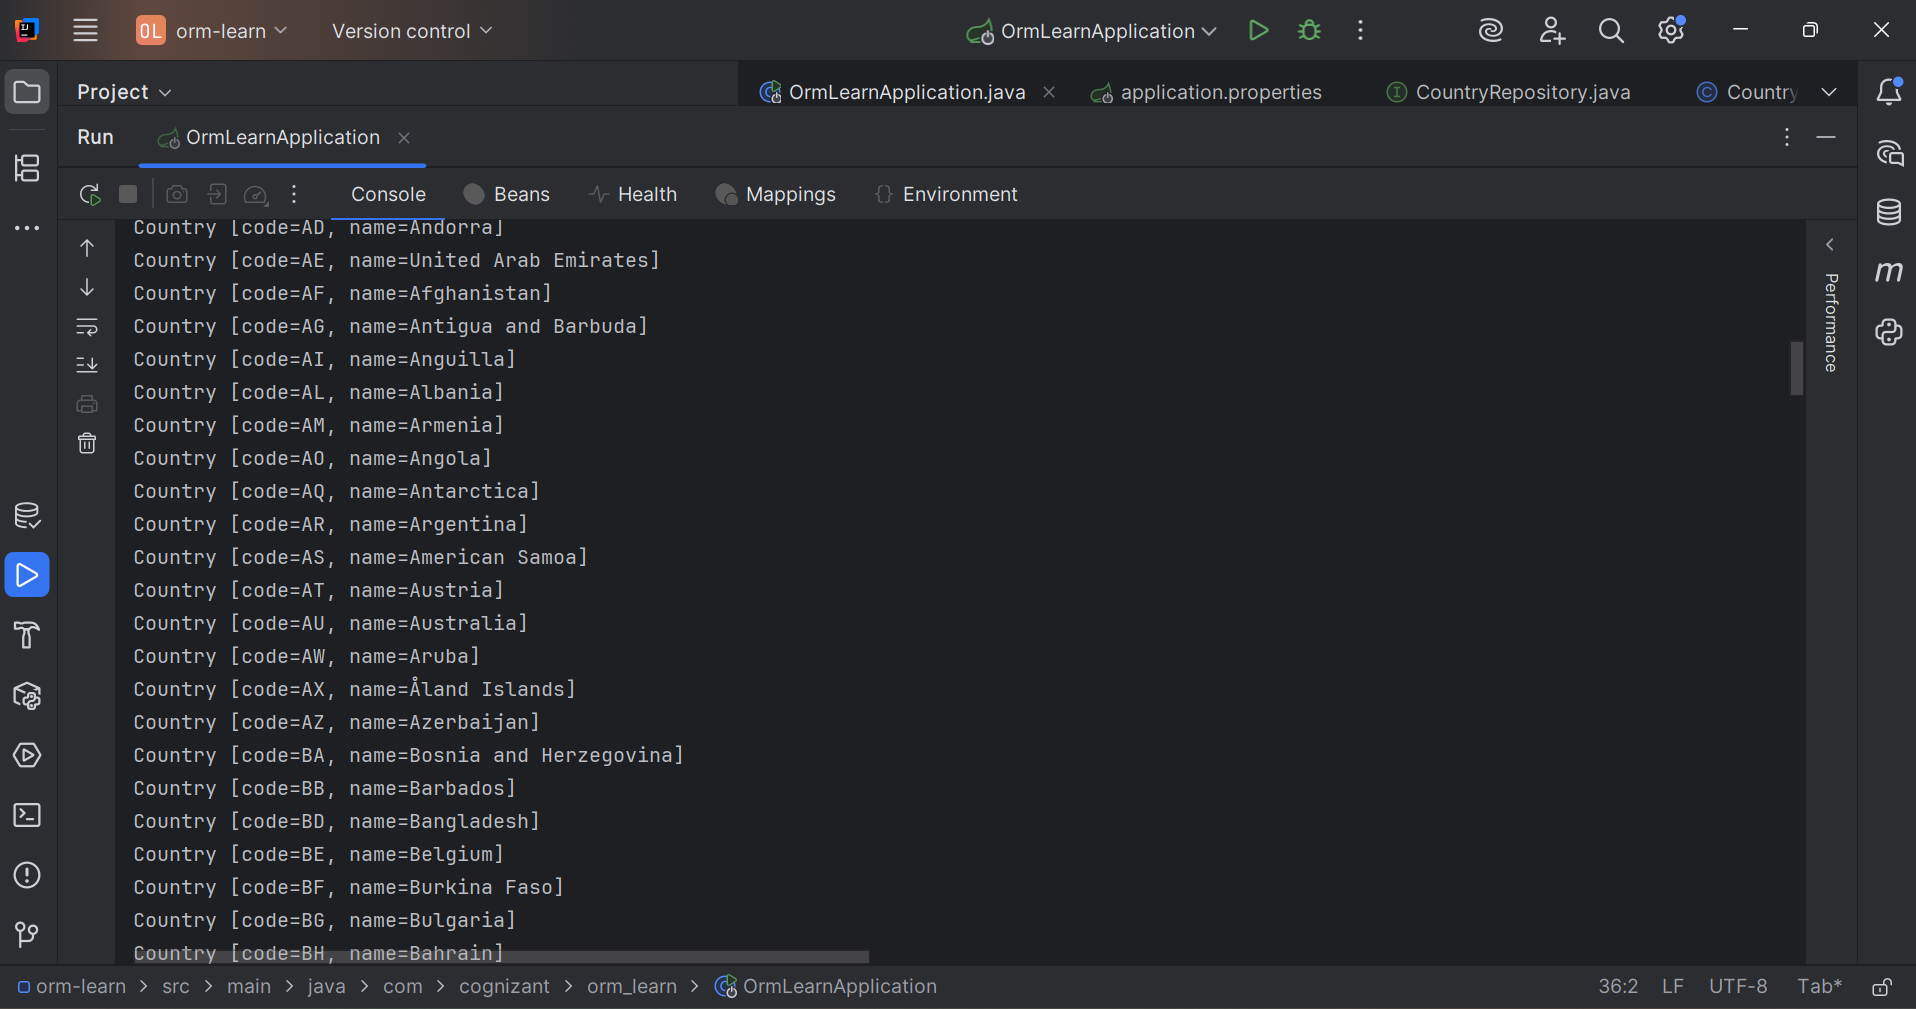 OL orm-learn Version control OrmLearnApplication
Project OrmLearnApplication.java application.properties CountryRepository.java Country
Run OrmLearnApplication
Console Beans Health Mappings Environment
Country [code=AD, name=Andorra]
Country [code=AE, name=United Arab Emirates]
Country [code=AF, name=Afghanistan]
Country [code=AG, name=Antigua and Barbuda]
Country [code=AI, name=Anguilla]
Country [code=AL, name=Albania]
Country [code=AM, name=Armenia]
Country [code=AO, name=Angola]
Country [code=AQ, name=Antarctica]
Country [code=AR, name=Argentina]
Country [code=AS, name=American Samoa]
Country [code=AT, name=Austria]
Country [code=AU, name=Australia]
Country [code=AW, name=Aruba]
Country [code=AX, name=Åland Islands]
Country [code=AZ, name=Azerbaijan]
Country [code=BA, name=Bosnia and Herzegovina]
Country [code=BB, name=Barbados]
Country [code=BD, name=Bangladesh]
Country [code=BE, name=Belgium]
Country [code=BF, name=Burkina Faso]
Country [code=BG, name=Bulgaria]
Country [code=BH, name=Bahrain]
Performance
orm-learn > src > main > java > com > cognizant > orm_learn > OrmLearnApplication 36:2 LF UTF-8 Tab*